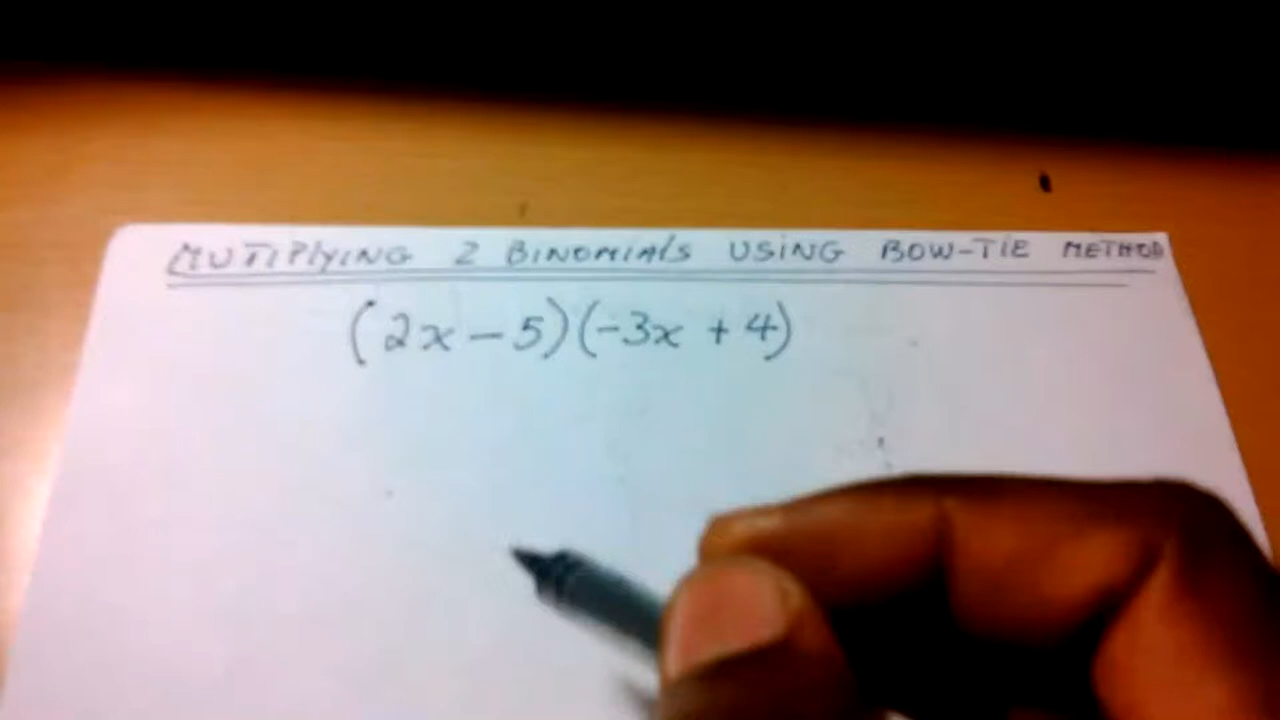 MUTIPlYING 2 BINOMIAlS USING BOW-TIE METHOD
(2x - 5)(-3x + 4)